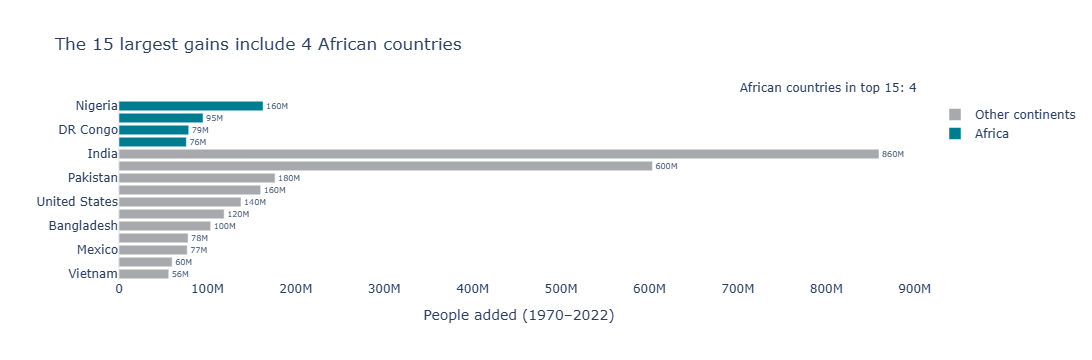 The 15 largest gains include 4 African countries
African countries in top 15: 4
Other continents
Africa
Nigeria 160M
95M
DR Congo 79M
76M
India 860M
600M
Pakistan 180M
160M
United States 140M
120M
Bangladesh 100M
78M
Mexico 77M
60M
Vietnam 56M
0 100M 200M 300M 400M 500M 600M 700M 800M 900M
People added (1970–2022)